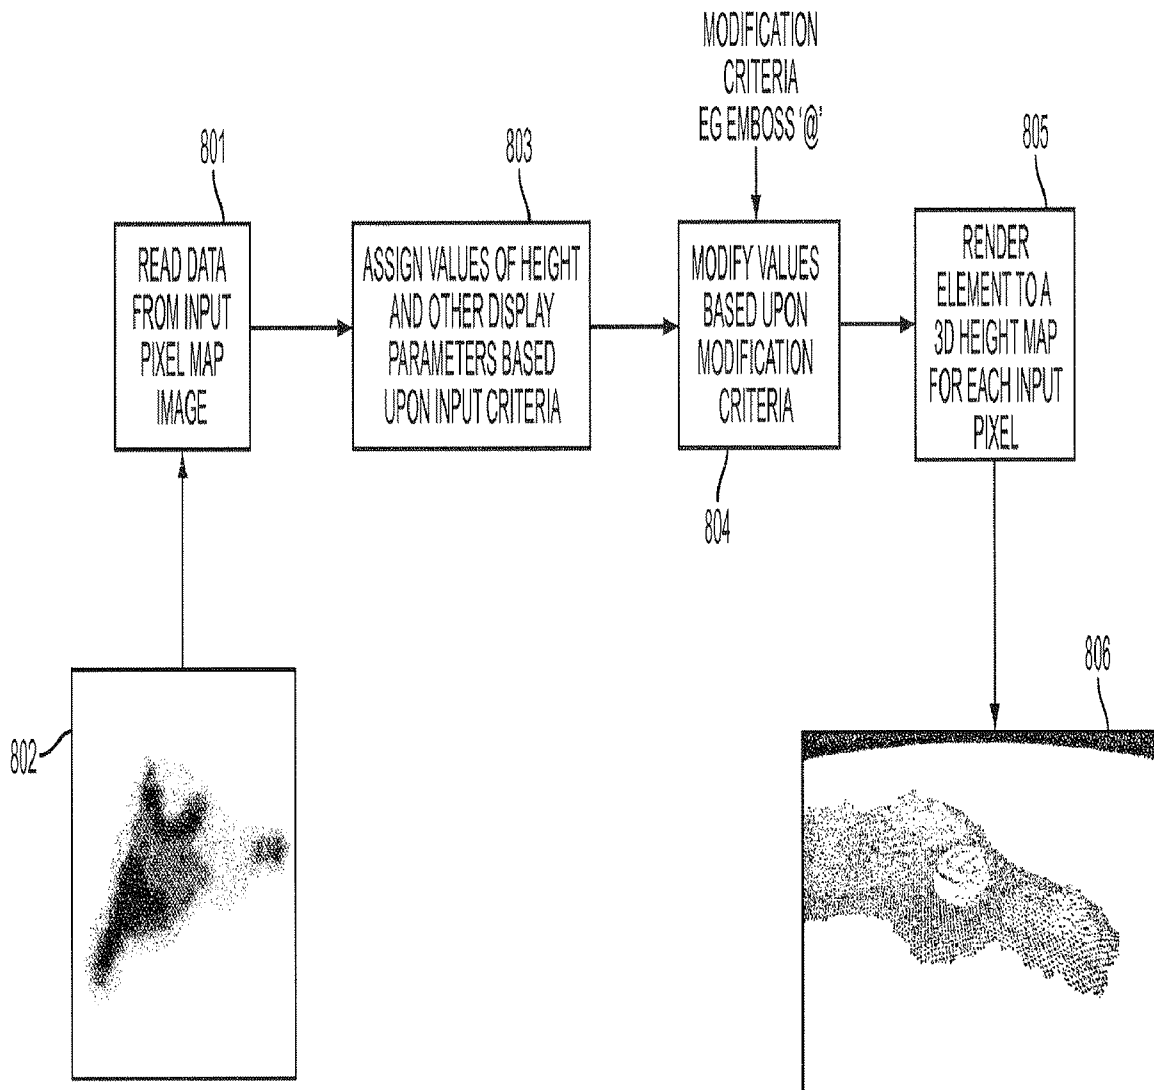 MODIFICATION
CRITERIA
EG EMBOSS '@'
801
803
805
READ DATA
FROM INPUT
PIXEL MAP
IMAGE
ASSIGN VALUES OF HEIGHT
AND OTHER DISPLAY
PARAMETERS BASED
UPON INPUT CRITERIA
MODIFY VALUES
BASED UPON
MODIFICATION
CRITERIA
RENDER
ELEMENT TO A
3D HEIGHT MAP
FOR EACH INPUT
PIXEL
804
802
806